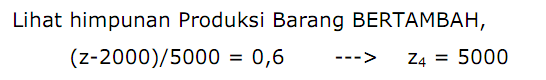 Lihat himpunan Produksi Barang BERTAMBAH,
(z-2000)/5000 = 0,6 ---> z₄ = 5000